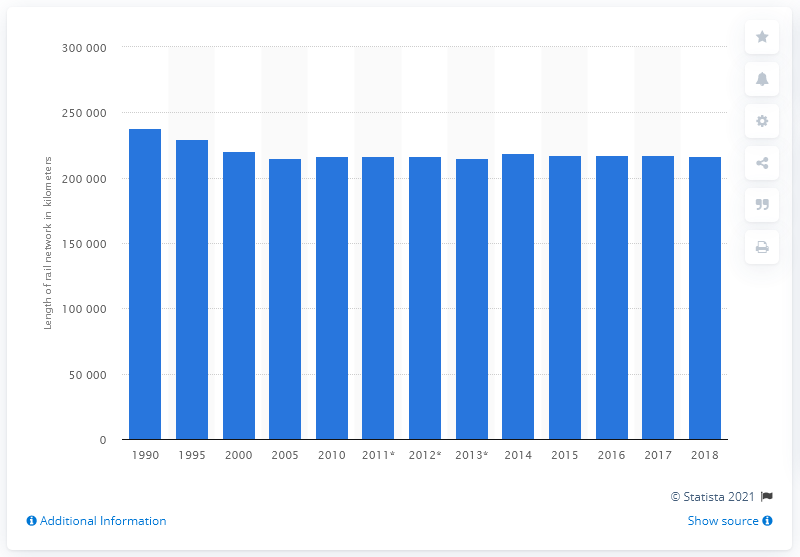 300 000
250 000
200 000
150 000
100 000
50 000
0
Length of rail network in kilometers
1990 1995 2000 2005 2010 2011* 2012* 2013* 2014 2015 2016 2017 2018
© Statista 2021
Additional Information Show source